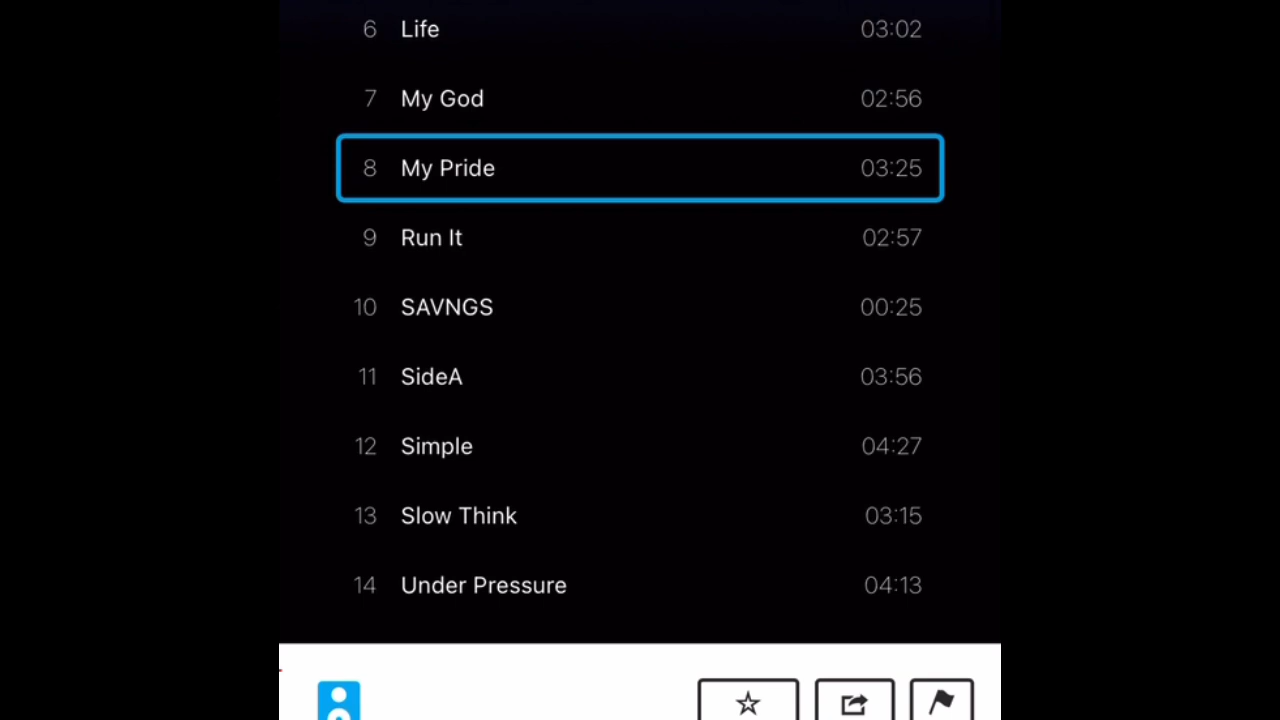 6 Life 03:02
7 My God 02:56
8 My Pride 03:25
9 Run It 02:57
10 SAVNGS 00:25
11 SideA 03:56
12 Simple 04:27
13 Slow Think 03:15
14 Under Pressure 04:13